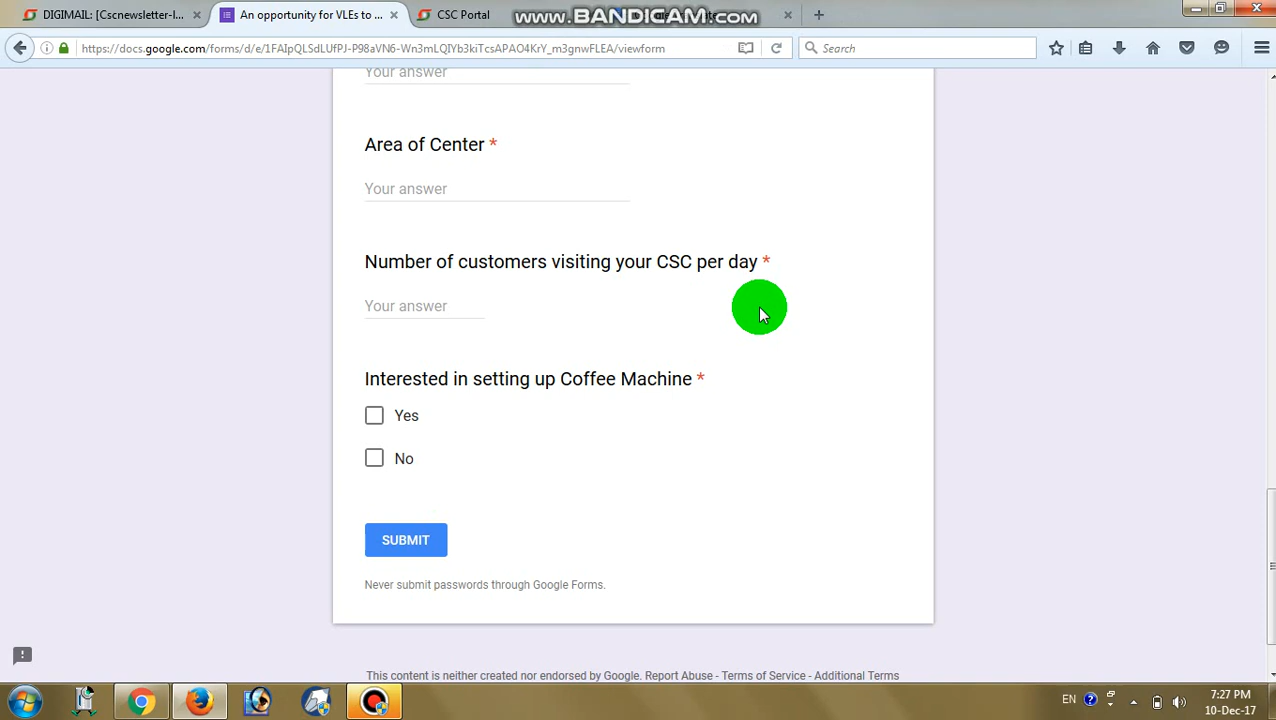 DIGIMAIL: [Cscnewsletter-l...
An opportunity for VLEs to ...
CSC Portal
www.BANDICAM.com
https://docs.google.com/forms/d/e/1FAIpQLSdLUfPJ-P98aVN6-Wn3mLQIYb3kiTcsAPAO4KrY_m3gnwFLEA/viewform
Search
Your answer
Area of Center *
Your answer
Number of customers visiting your CSC per day *
Your answer
Interested in setting up Coffee Machine *
Yes
No
SUBMIT
Never submit passwords through Google Forms.
This content is neither created nor endorsed by Google. Report Abuse - Terms of Service - Additional Terms
EN
7:27 PM
10-Dec-17